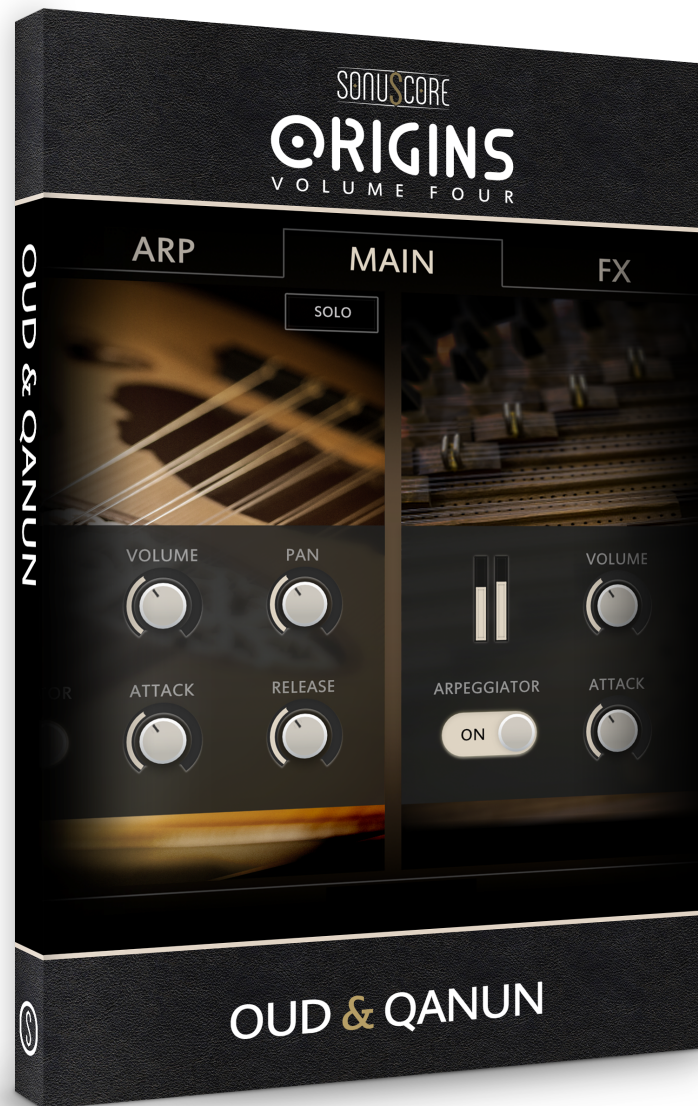 SONUSCORE
ORIGINS
VOLUME FOUR
OUD & QANUN
ARP
MAIN
FX
SOLO
VOLUME
PAN
VOLUME
ATTACK
RELEASE
ARPEGGIATOR
ATTACK
ON
OUD & QANUN